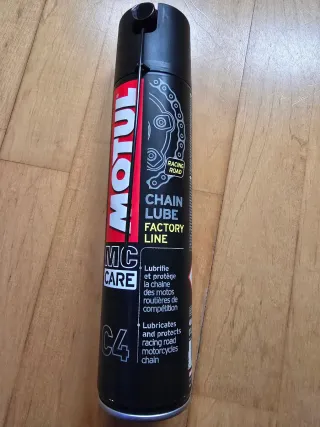 MOTUL
RACING
ROAD
CHAIN
LUBE
FACTORY
LINE
MC
CARE
Lubrifie
et protège
la chaîne
des motos
routières de
compétition
Lubricates and
protects
racing road
motorcycles
chain
C4